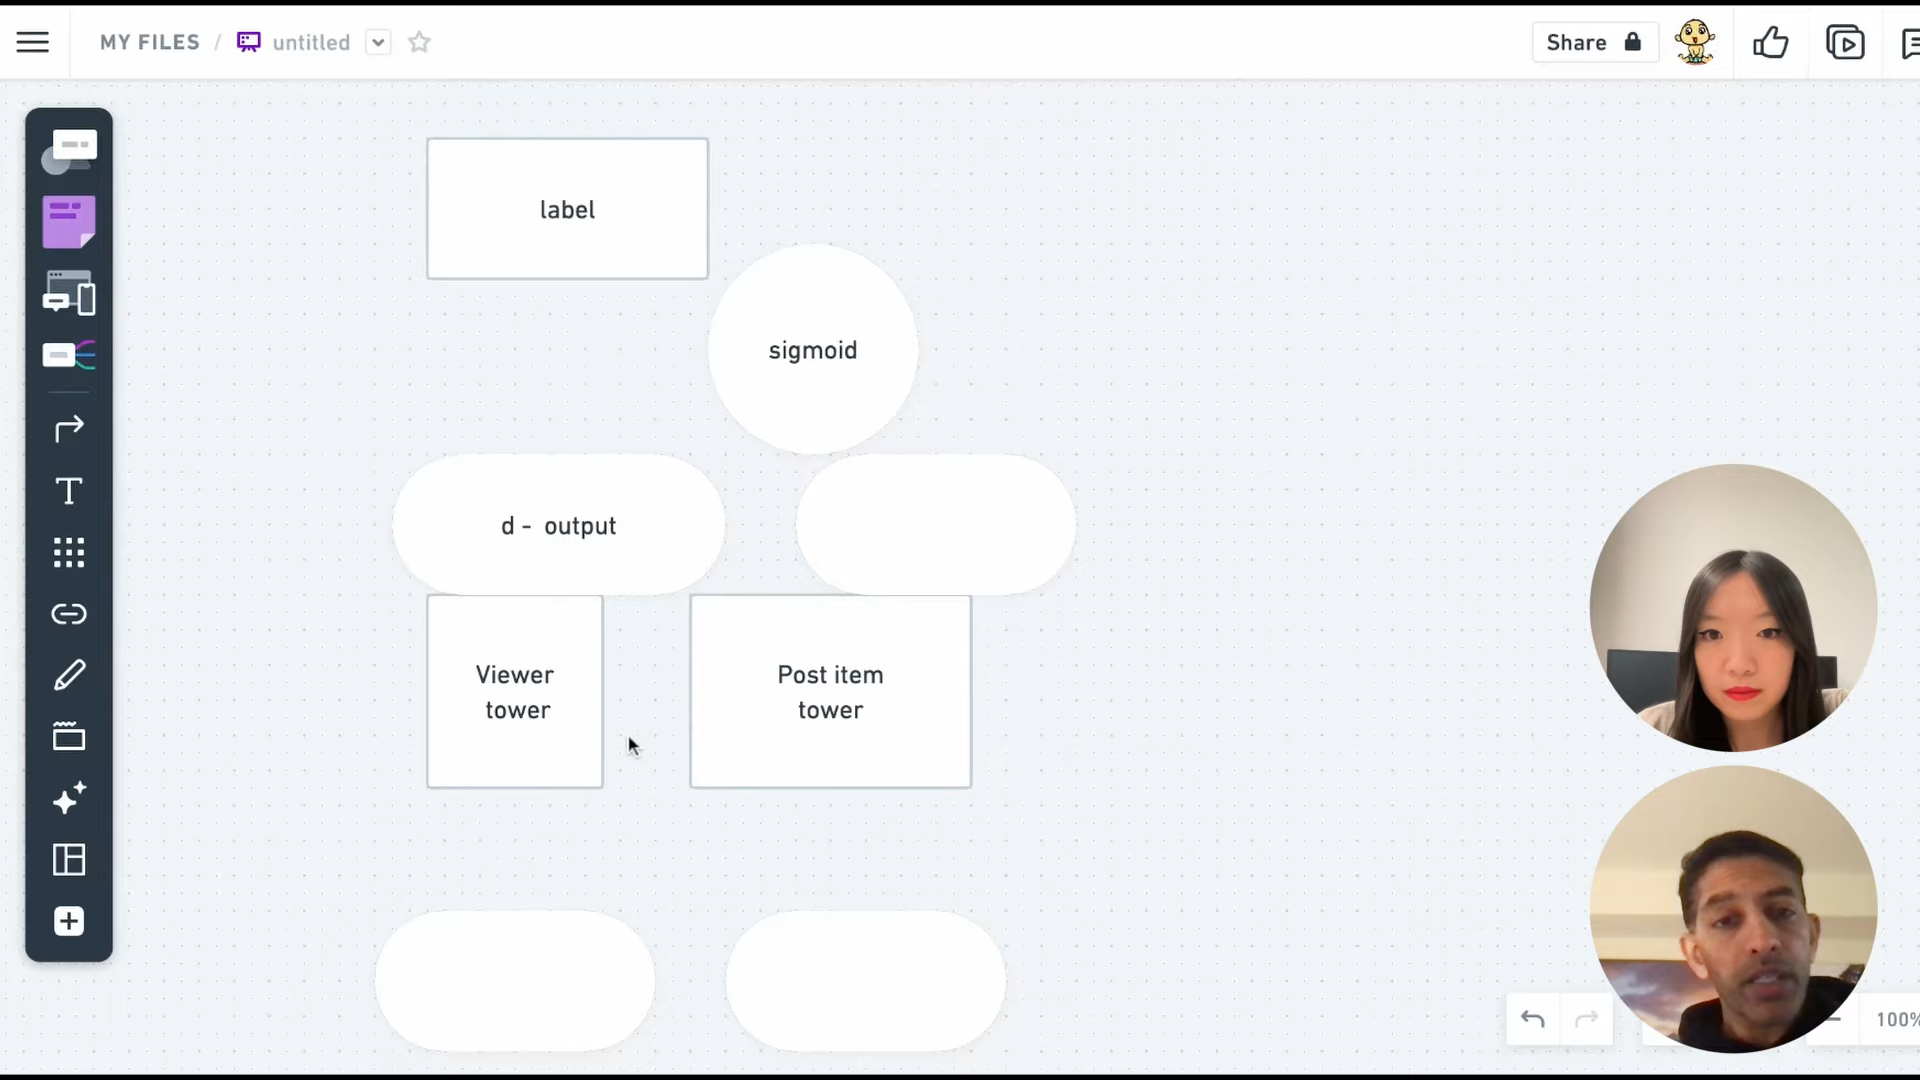 MY FILES / untitled
Share
label
sigmoid
d - output
Viewer
tower
Post item
tower
100%